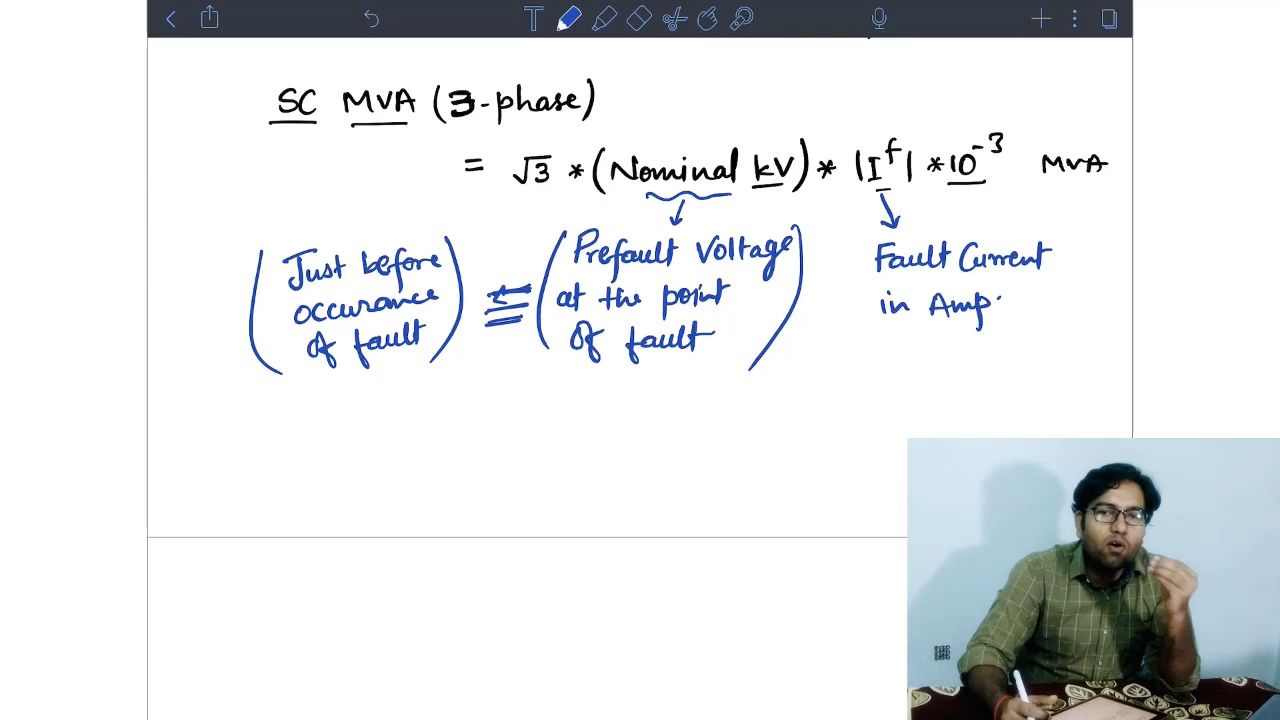 SC MVA (3-phase)
= √3 * (Nominal kV) * |I^f| * 10^-3 MVA
(Just before occurance of fault) = (Prefault Voltage at the point of fault)
Fault Current
in Amp.